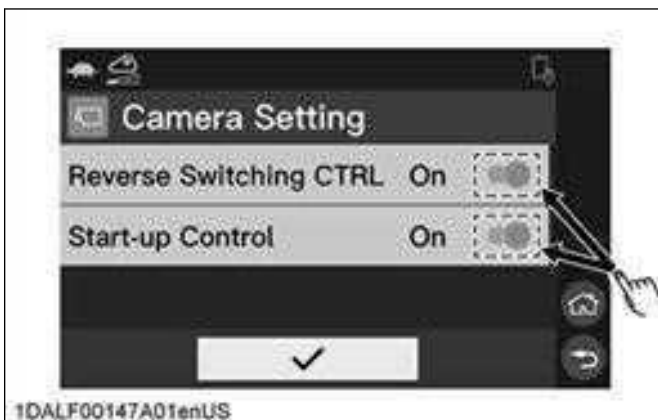 Camera Setting
Reverse Switching CTRL On
Start-up Control On
1DALF00147A01enUS